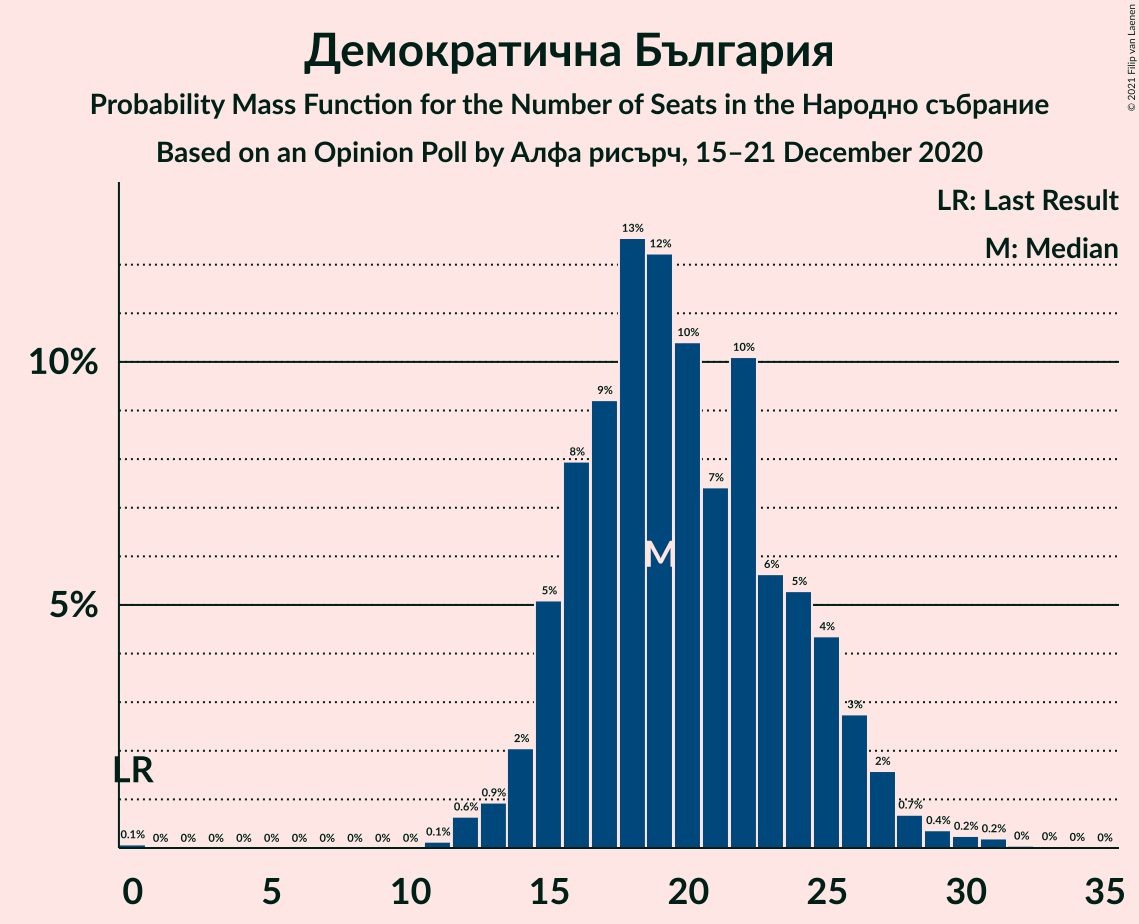 Демократична България
Probability Mass Function for the Number of Seats in the Народно събрание
Based on an Opinion Poll by Алфа рисърч, 15–21 December 2020
© 2021 Filip van Laenen
LR: Last Result
M: Median
13%
12%
10%
10%
10%
9%
8%
7%
M
6%
5%
5%
5%
4%
3%
2%
2%
LR
0.9%
0.6%
0.7%
0.1% 0% 0% 0% 0% 0% 0% 0% 0% 0% 0% 0.1%
0.4% 0.2% 0.2% 0% 0% 0% 0%
0 5 10 15 20 25 30 35